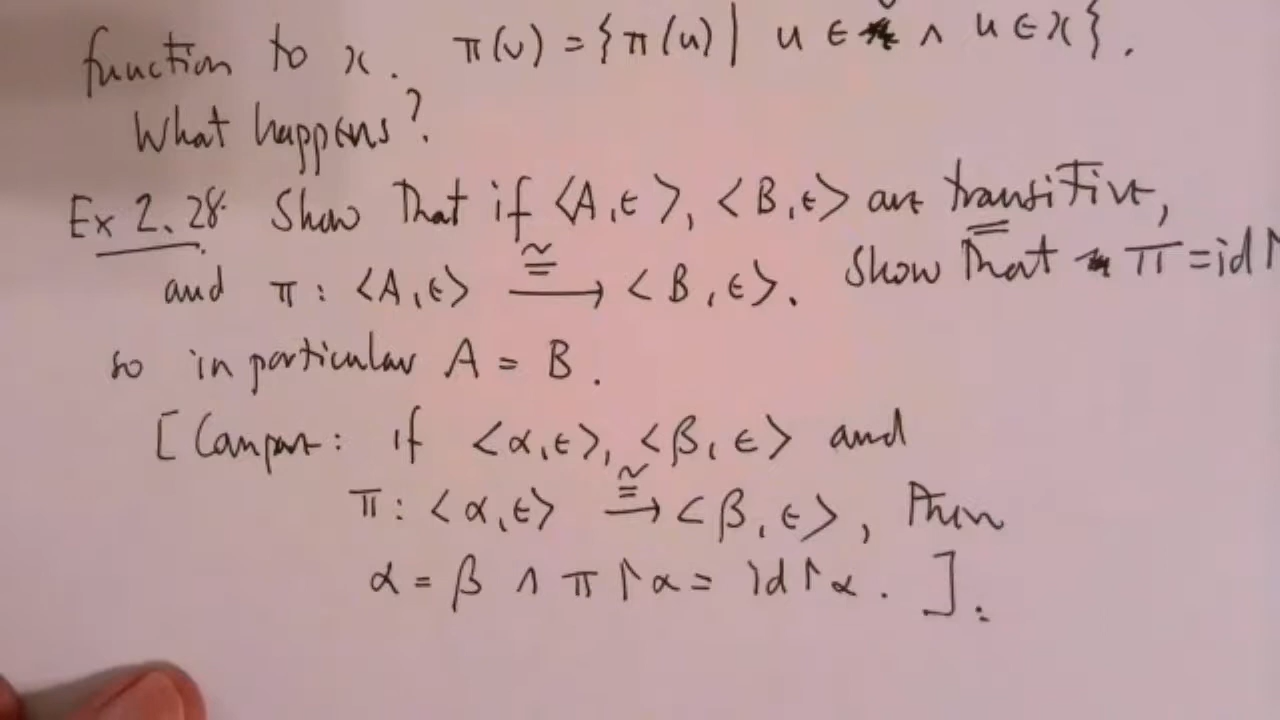 function to x. π(v) = {π(u) | u ∈ v ∧ u ∈ x}.
What happens?
Ex 2.28. Show that if <A,∈>, <B,∈> are transitive,
and π : <A,∈> ≅⟶ <B,∈>. Show that π = id↾
so in particular A = B.
[Compare: if <α,∈>, <β,∈> and
π : <α,∈> ≅⟶ <β,∈>, then
α = β ∧ π↾α = id↾α. ].